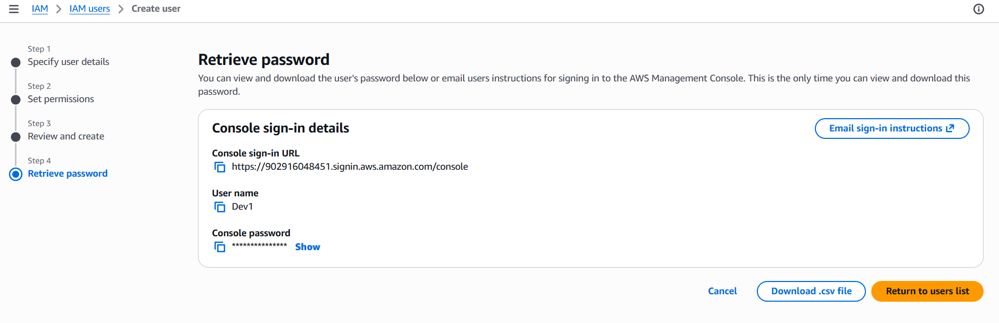 IAM > IAM users > Create user
Step 1
Specify user details
Step 2
Set permissions
Step 3
Review and create
Step 4
Retrieve password
Retrieve password
You can view and download the user's password below or email users instructions for signing in to the AWS Management Console. This is the only time you can view and download this
password.
Console sign-in details
Email sign-in instructions
Console sign-in URL
https://902916048451.signin.aws.amazon.com/console
User name
Dev1
Console password
*************** Show
Cancel
Download .csv file
Return to users list